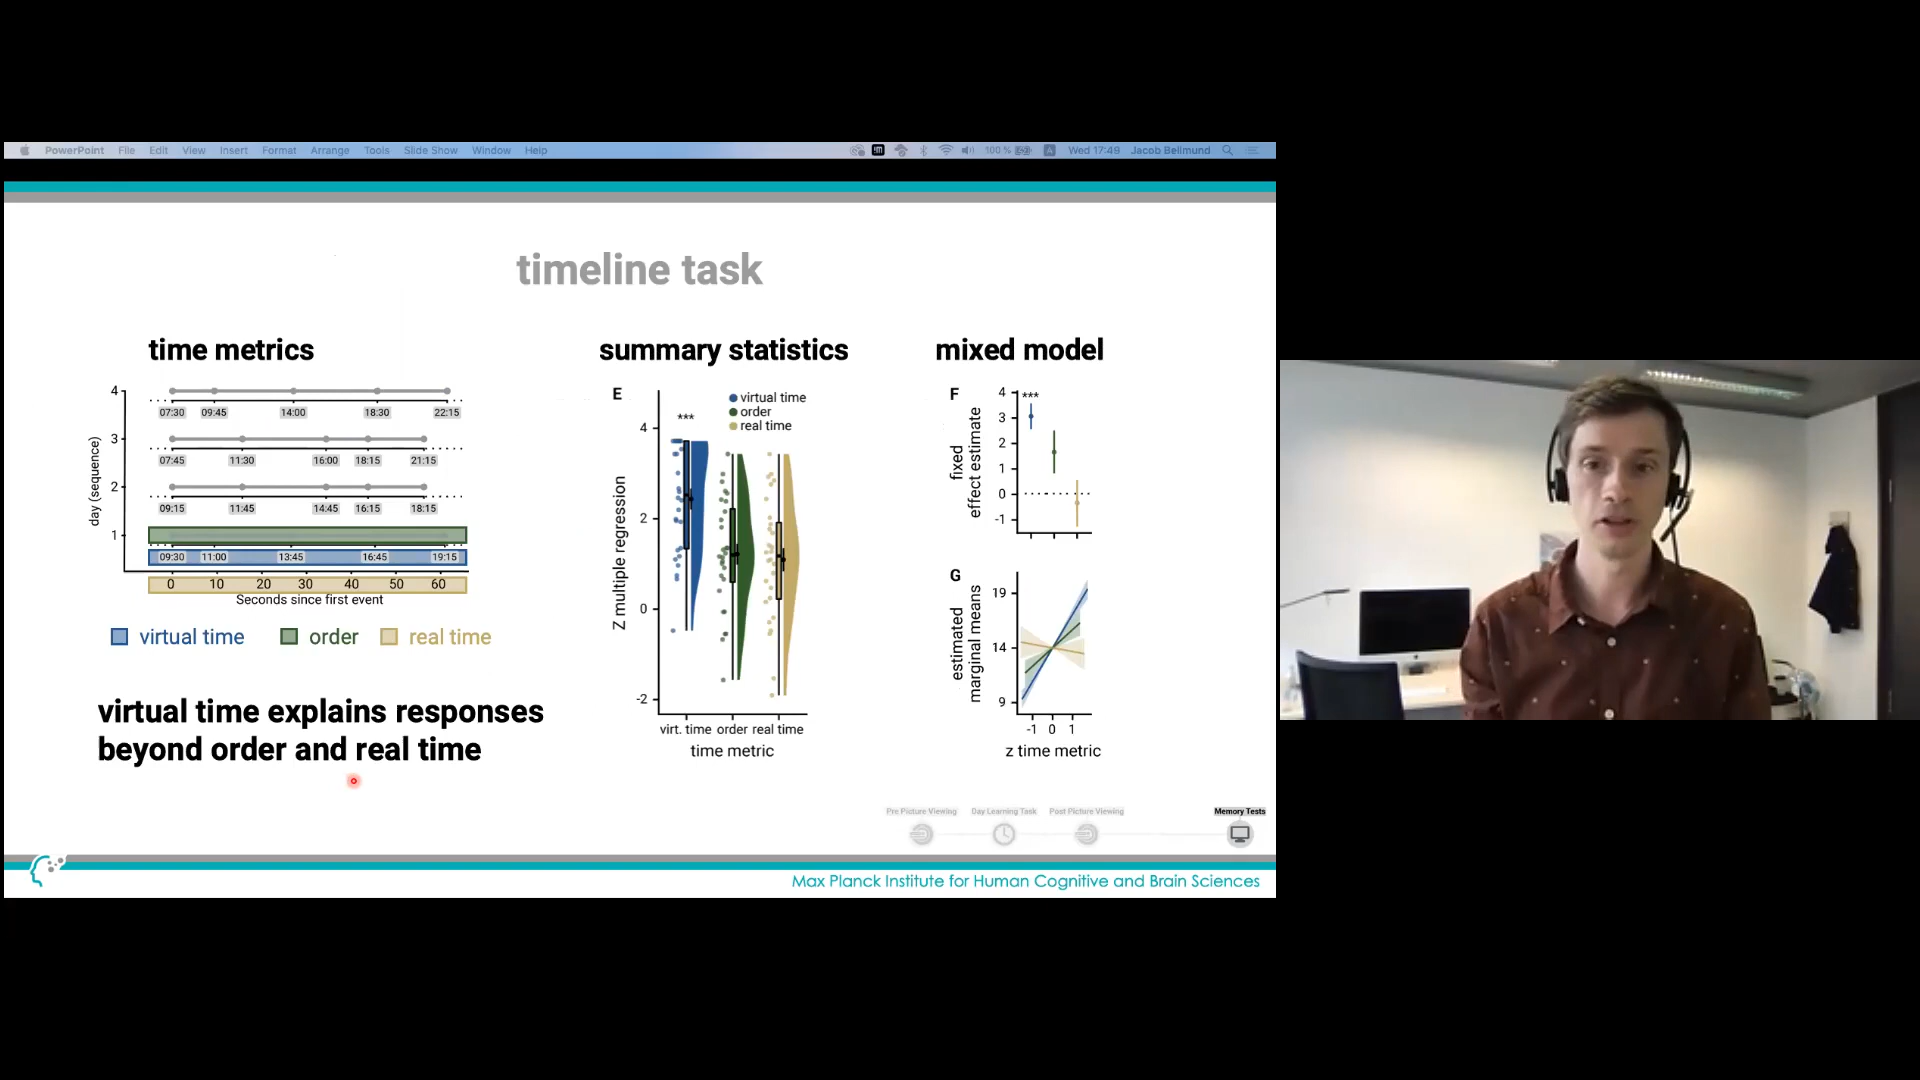 PowerPoint File Edit View Insert Format Arrange Tools Slide Show Window Help 100 % Wed 17:49 Jacob Bellmund
timeline task
time metrics
4
07:30 09:45 14:00 18:30 22:15
3
07:45 11:30 16:00 18:15 21:15
2
09:15 11:45 14:45 16:15 18:15
1
09:30 11:00 13:45 16:45 19:15
day (sequence)
0 10 20 30 40 50 60
Seconds since first event
virtual time order real time
virtual time explains responses
beyond order and real time
summary statistics
E
virtual time
order
real time
***
Z multiple regression
4
2
0
-2
virt. time order real time
time metric
mixed model
F
***
fixed
effect estimate
4
3
2
1
0
-1
G
estimated
marginal means
19
14
9
-1 0 1
z time metric
Pre Picture Viewing Day Learning Task Post Picture Viewing Memory Tests
Max Planck Institute for Human Cognitive and Brain Sciences